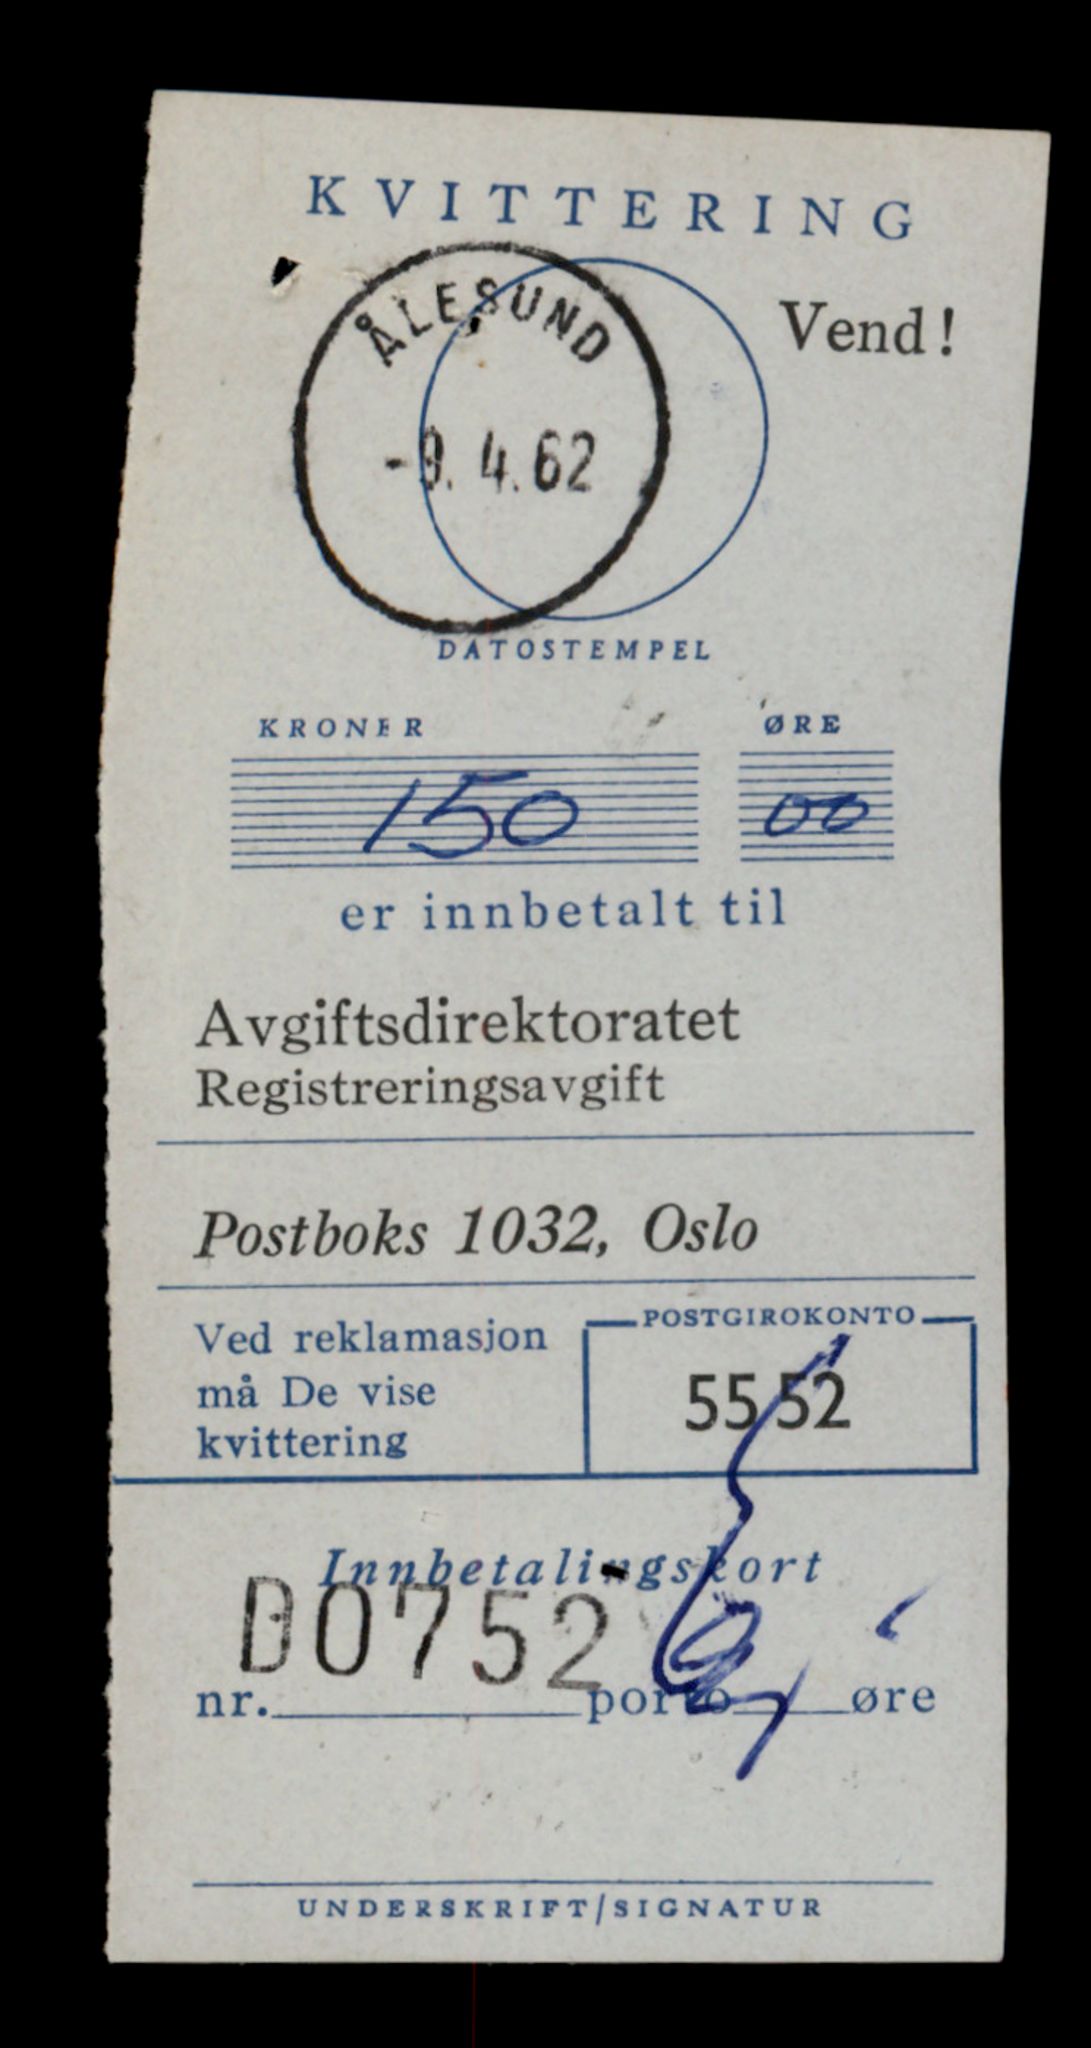 KVITTERING
ÅLESUND
Vend!
-9. 4. 62
DATOSTEMPEL
KRONER ØRE
150 00
er innbetalt til
Avgiftsdirektoratet
Registreringsavgift
Postboks 1032, Oslo
Ved reklamasjon
må De vise
kvittering
POSTGIROKONTO
5552
Innbetalingskort
D0752
nr. porto øre
UNDERSKRIFT/SIGNATUR